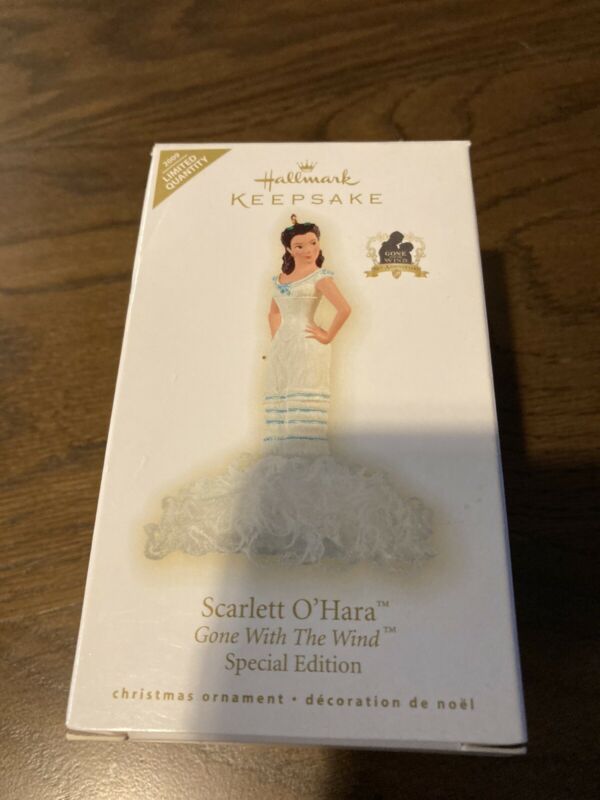 2009
LIMITED
QUANTITY
Hallmark
KEEPSAKE
GONE
WITH THE
WIND
Scarlett O'Hara™
Gone With The Wind™
Special Edition
christmas ornament • décoration de noël